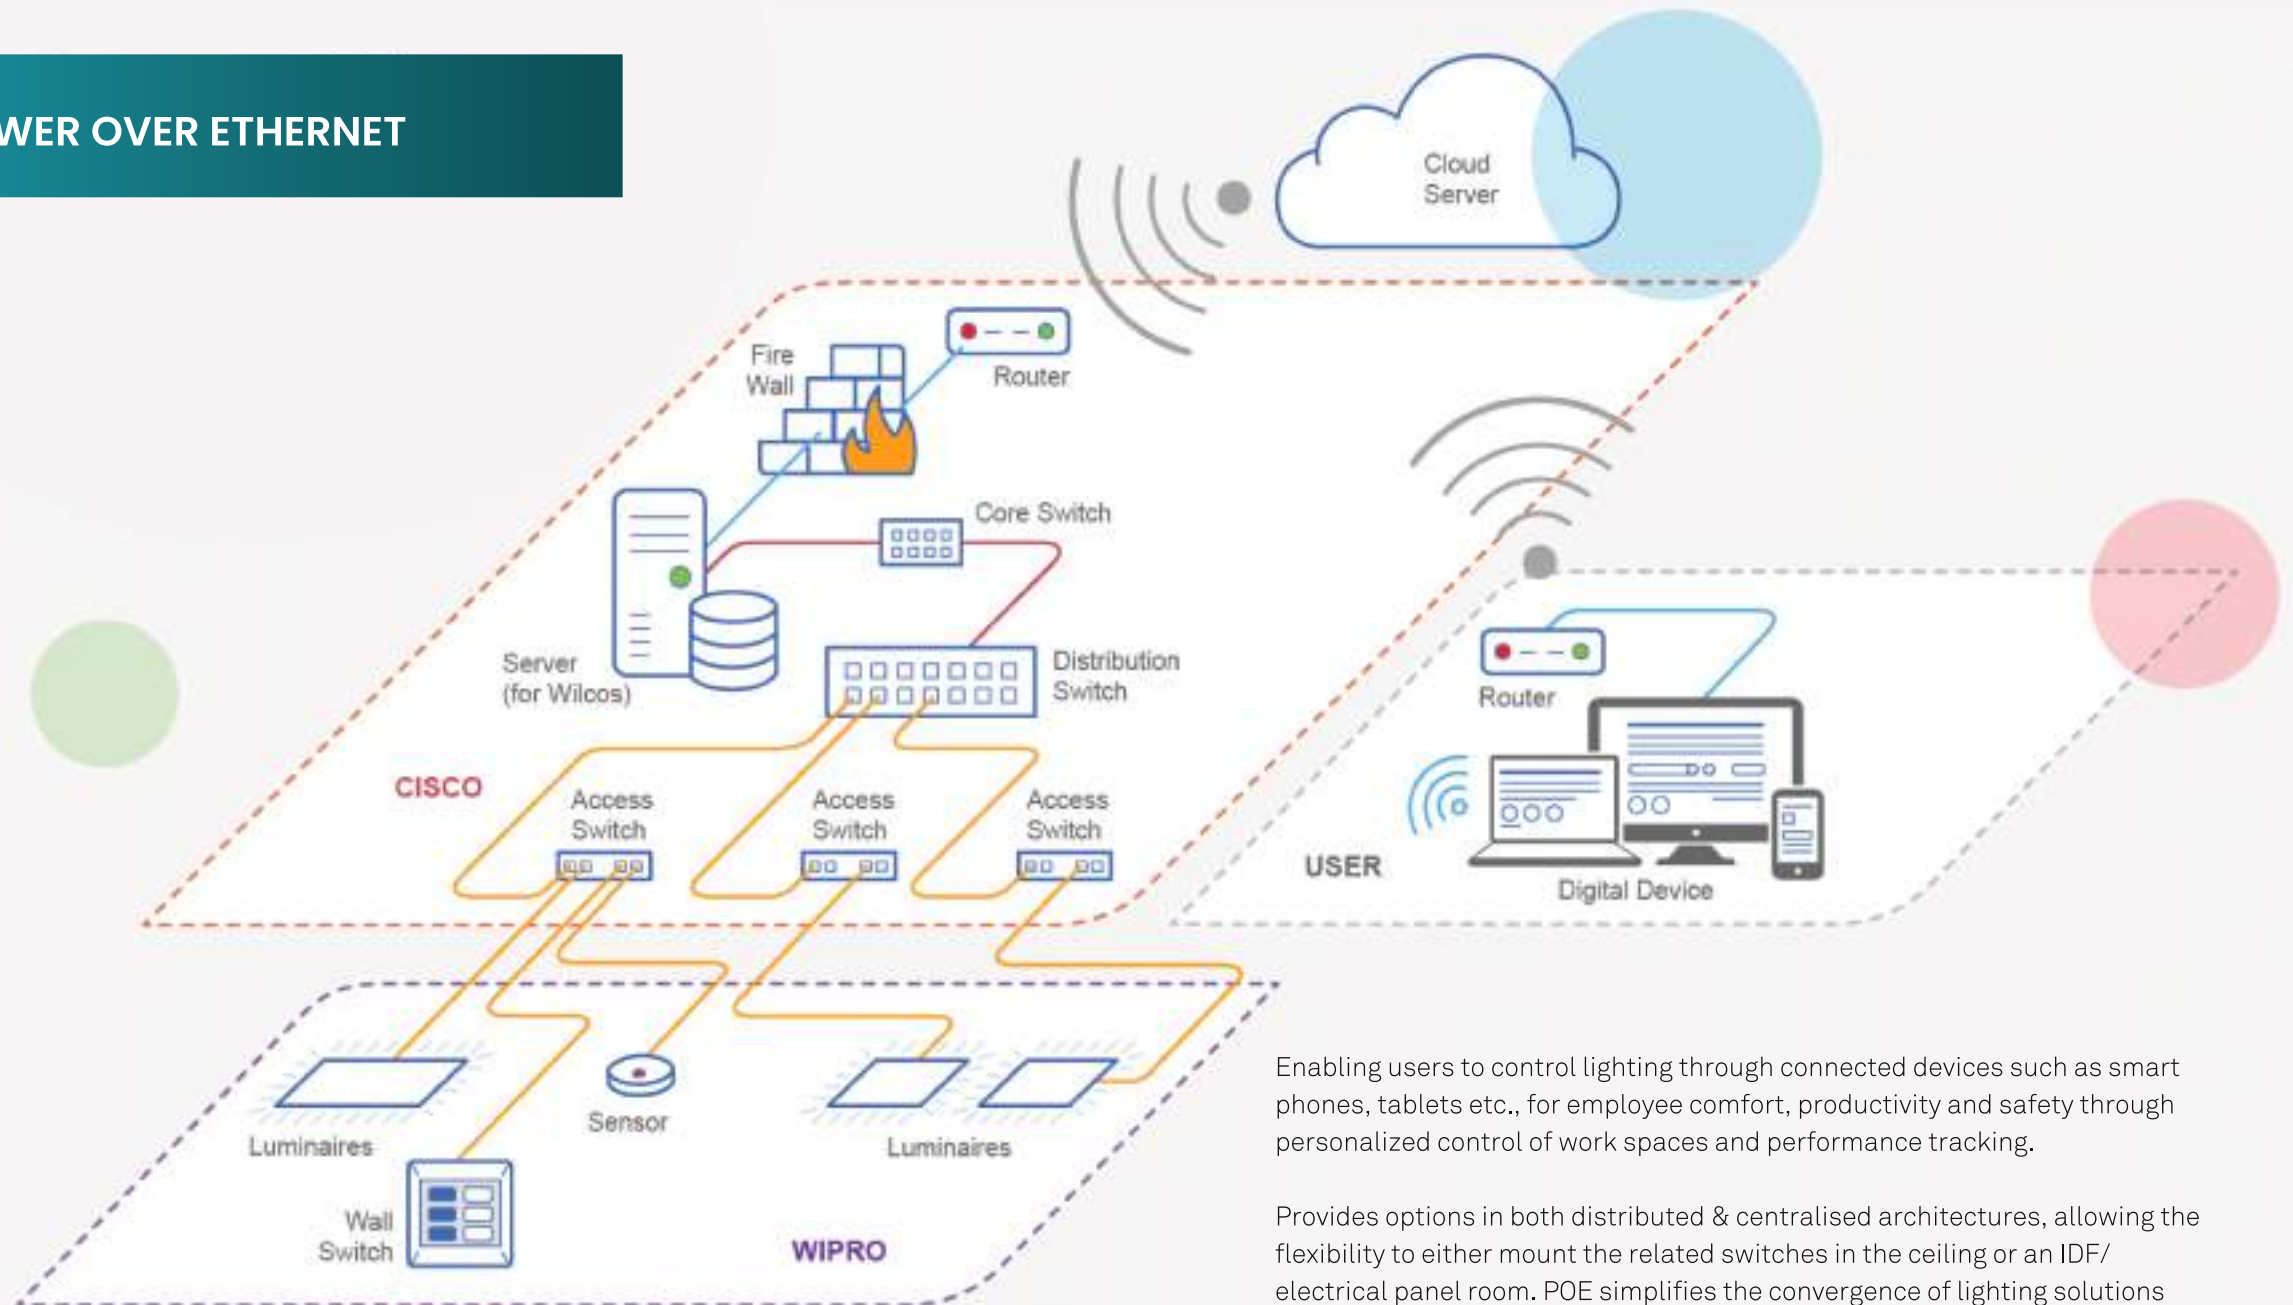 WER OVER ETHERNET
Cloud
Server
Fire
Wall
Router
Core Switch
Server
(for Wilcos)
Distribution
Switch
Router
CISCO
Access
Switch
Access
Switch
Access
Switch
USER
Digital Device
Luminaires
Sensor
Luminaires
Wall
Switch
WIPRO
Enabling users to control lighting through connected devices such as smart
phones, tablets etc., for employee comfort, productivity and safety through
personalized control of work spaces and performance tracking.
Provides options in both distributed & centralised architectures, allowing the
flexibility to either mount the related switches in the ceiling or an IDF/
electrical panel room. POE simplifies the convergence of lighting solutions